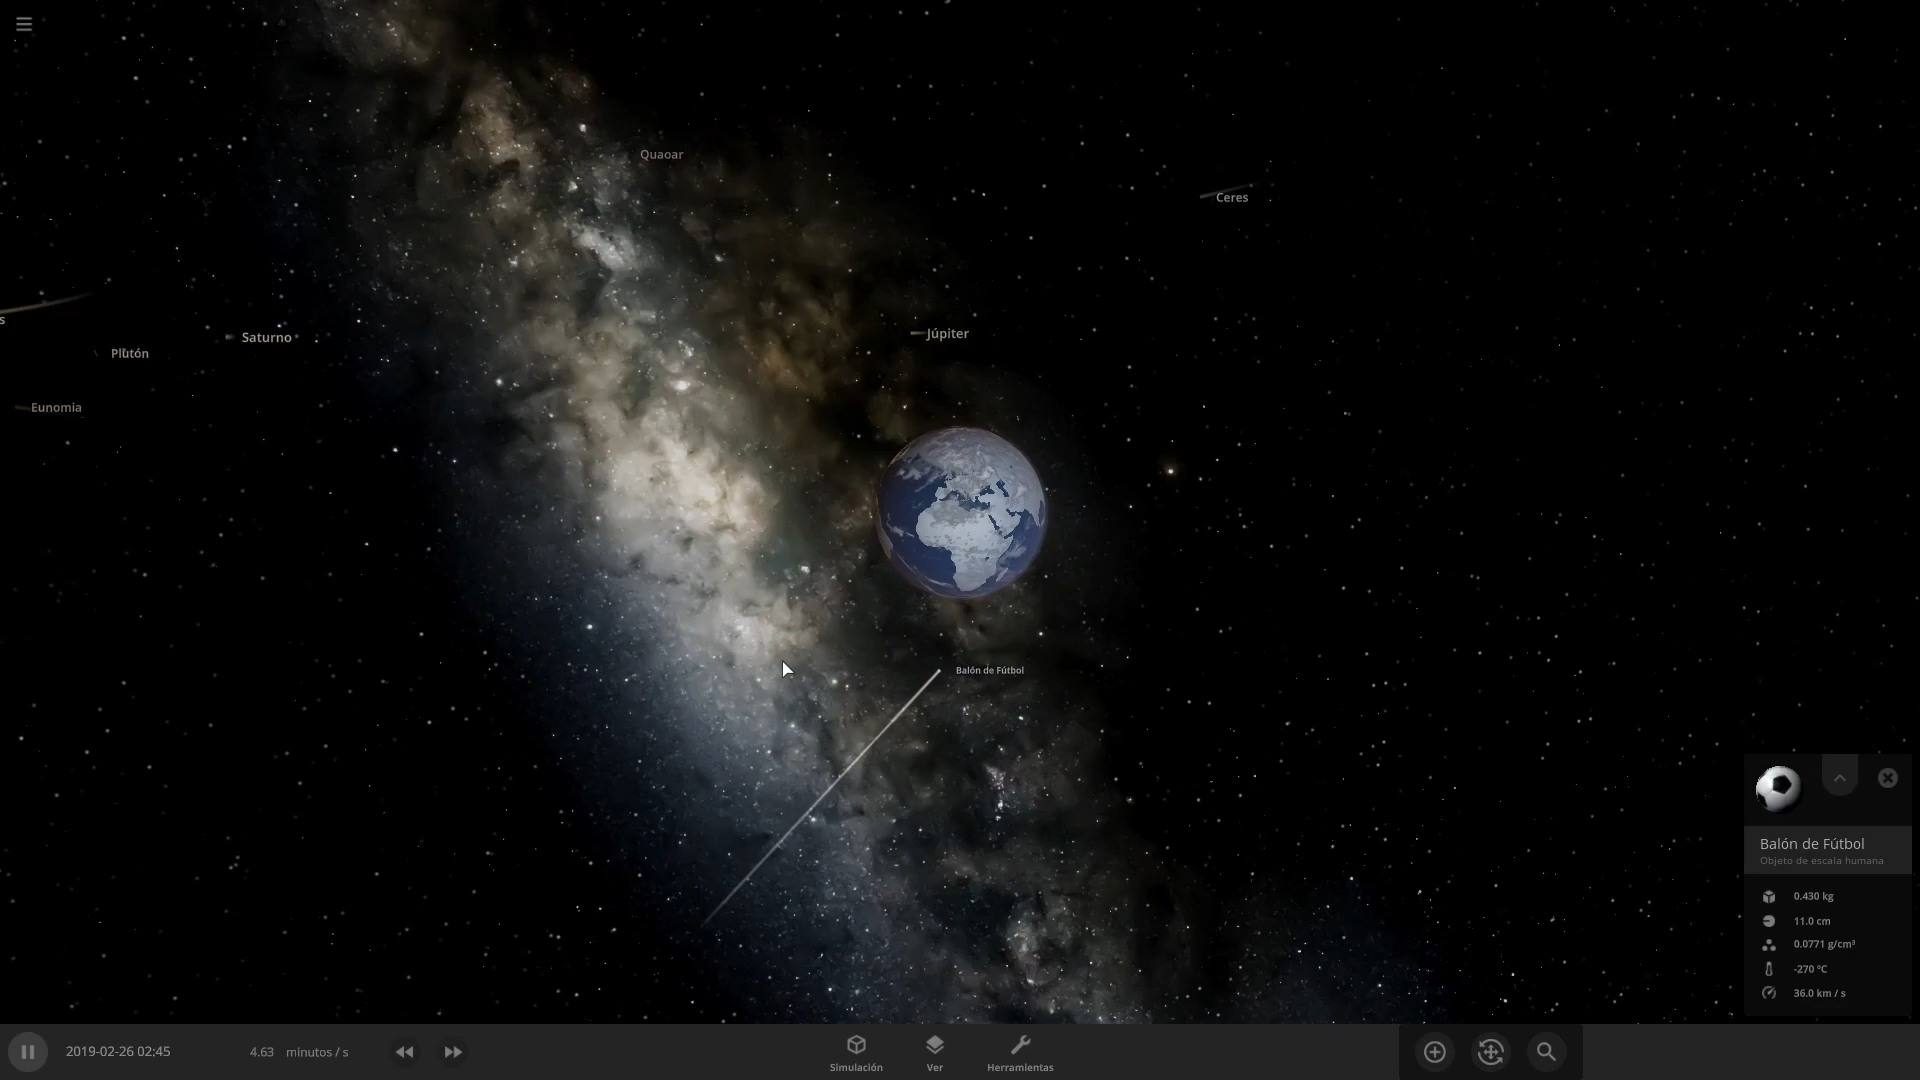 Quaoar
Ceres
s
Saturno
Júpiter
Plutón
Eunomia
Balón de Fútbol
Balón de Fútbol
Objeto de escala humana
0.430 kg
11.0 cm
0.0771 g/cm³
-270 °C
36.0 km / s
2019-02-26 02:45
4.63 minutos / s
Simulación
Ver
Herramientas